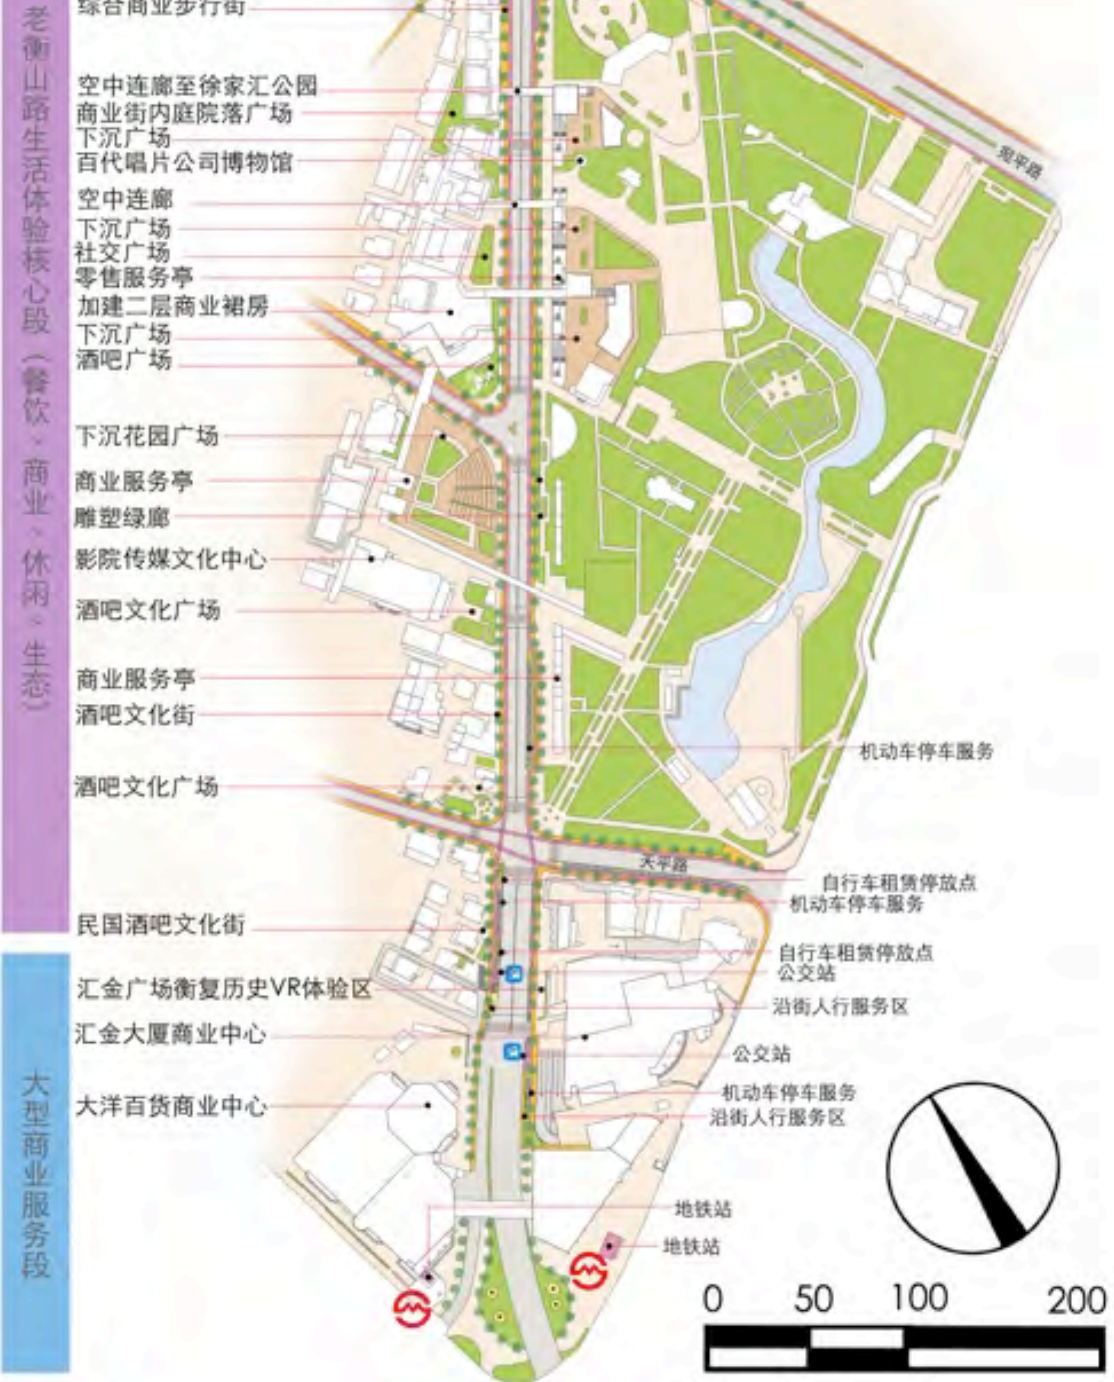 综合商业步行街
老衡山路生活体验核心段（餐饮、商业、休闲、生态）
空中连廊至徐家汇公园
商业街内庭院落广场
下沉广场
百代唱片公司博物馆
空中连廊
下沉广场
社交广场
零售服务亭
加建二层商业裙房
下沉广场
酒吧广场
下沉花园广场
商业服务亭
雕塑绿廊
影院传媒文化中心
酒吧文化广场
商业服务亭
酒吧文化街
酒吧文化广场
民国酒吧文化街
大型商业服务段
汇金广场衡复历史VR体验区
汇金大厦商业中心
大洋百货商业中心
宛平路
机动车停车服务
天平路
自行车租赁停放点
机动车停车服务
自行车租赁停放点
公交站
沿街人行服务区
公交站
机动车停车服务
沿街人行服务区
地铁站
地铁站
0 50 100 200